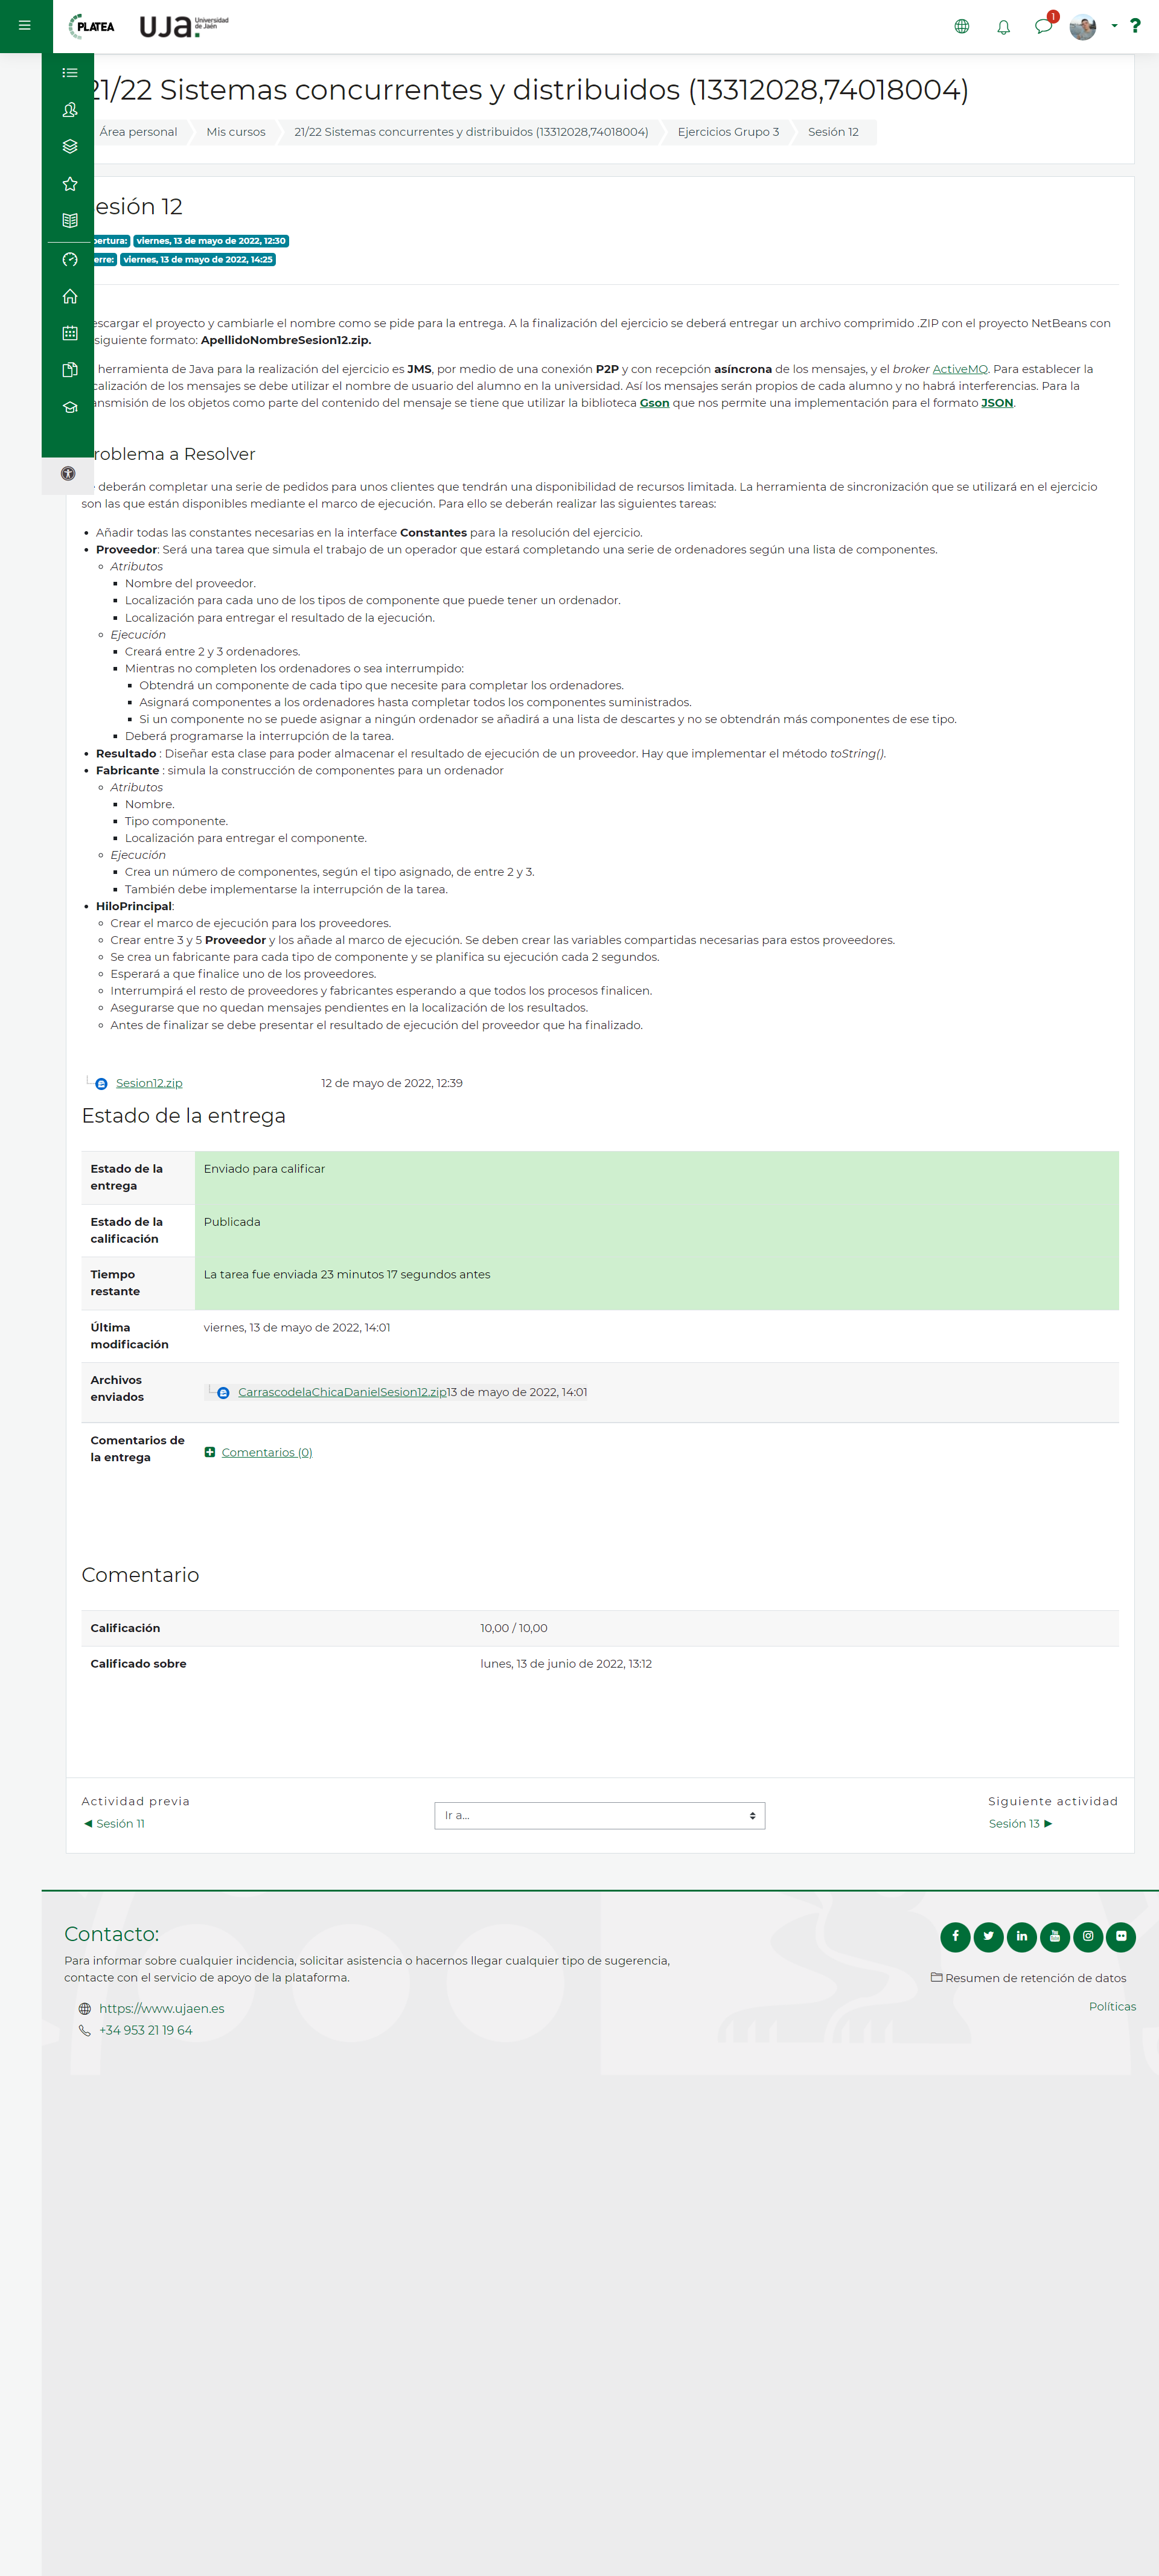 PLATEA
uja.
Universidad
de Jaén
1
21/22 Sistemas concurrentes y distribuidos (13312028,74018004)
Área personal
Mis cursos
21/22 Sistemas concurrentes y distribuidos (13312028,74018004)
Ejercicios Grupo 3
Sesión 12
esión 12
pertura: viernes, 13 de mayo de 2022, 12:30
erre: viernes, 13 de mayo de 2022, 14:25
escargar el proyecto y cambiarle el nombre como se pide para la entrega. A la finalización del ejercicio se deberá entregar un archivo comprimido .ZIP con el proyecto NetBeans con
siguiente formato: ApellidoNombreSesion12.zip.
herramienta de Java para la realización del ejercicio es JMS, por medio de una conexión P2P y con recepción asíncrona de los mensajes, y el broker ActiveMQ. Para establecer la
calización de los mensajes se debe utilizar el nombre de usuario del alumno en la universidad. Así los mensajes serán propios de cada alumno y no habrá interferencias. Para la
ansmisión de los objetos como parte del contenido del mensaje se tiene que utilizar la biblioteca Gson que nos permite una implementación para el formato JSON.
roblema a Resolver
deberán completar una serie de pedidos para unos clientes que tendrán una disponibilidad de recursos limitada. La herramienta de sincronización que se utilizará en el ejercicio
son las que están disponibles mediante el marco de ejecución. Para ello se deberán realizar las siguientes tareas:
• Añadir todas las constantes necesarias en la interface Constantes para la resolución del ejercicio.
• Proveedor: Será una tarea que simula el trabajo de un operador que estará completando una serie de ordenadores según una lista de componentes.
◦ Atributos
▪ Nombre del proveedor.
▪ Localización para cada uno de los tipos de componente que puede tener un ordenador.
▪ Localización para entregar el resultado de la ejecución.
◦ Ejecución
▪ Creará entre 2 y 3 ordenadores.
▪ Mientras no completen los ordenadores o sea interrumpido:
▪ Obtendrá un componente de cada tipo que necesite para completar los ordenadores.
▪ Asignará componentes a los ordenadores hasta completar todos los componentes suministrados.
▪ Si un componente no se puede asignar a ningún ordenador se añadirá a una lista de descartes y no se obtendrán más componentes de ese tipo.
▪ Deberá programarse la interrupción de la tarea.
• Resultado : Diseñar esta clase para poder almacenar el resultado de ejecución de un proveedor. Hay que implementar el método toString().
• Fabricante : simula la construcción de componentes para un ordenador
◦ Atributos
▪ Nombre.
▪ Tipo componente.
▪ Localización para entregar el componente.
◦ Ejecución
▪ Crea un número de componentes, según el tipo asignado, de entre 2 y 3.
▪ También debe implementarse la interrupción de la tarea.
• HiloPrincipal:
◦ Crear el marco de ejecución para los proveedores.
◦ Crear entre 3 y 5 Proveedor y los añade al marco de ejecución. Se deben crear las variables compartidas necesarias para estos proveedores.
◦ Se crea un fabricante para cada tipo de componente y se planifica su ejecución cada 2 segundos.
◦ Esperará a que finalice uno de los proveedores.
◦ Interrumpirá el resto de proveedores y fabricantes esperando a que todos los procesos finalicen.
◦ Asegurarse que no quedan mensajes pendientes en la localización de los resultados.
◦ Antes de finalizar se debe presentar el resultado de ejecución del proveedor que ha finalizado.
Sesion12.zip 12 de mayo de 2022, 12:39
Estado de la entrega
Estado de la entrega Enviado para calificar
Estado de la calificación Publicada
Tiempo restante La tarea fue enviada 23 minutos 17 segundos antes
Última modificación viernes, 13 de mayo de 2022, 14:01
Archivos enviados CarrascodelaChicaDanielSesion12.zip13 de mayo de 2022, 14:01
Comentarios de la entrega Comentarios (0)
Comentario
Calificación 10,00 / 10,00
Calificado sobre lunes, 13 de junio de 2022, 13:12
Actividad previa
◄ Sesión 11
Ir a...
Siguiente actividad
Sesión 13 ►
Contacto:
Para informar sobre cualquier incidencia, solicitar asistencia o hacernos llegar cualquier tipo de sugerencia,
contacte con el servicio de apoyo de la plataforma.
https://www.ujaen.es
+34 953 21 19 64
Resumen de retención de datos
Políticas